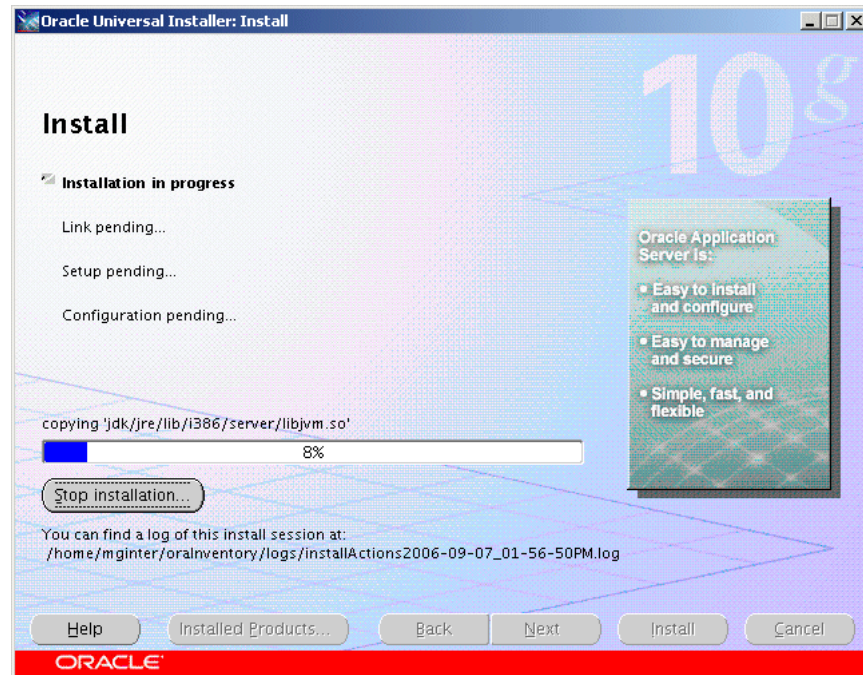 Oracle Universal Installer: Install
10g
Install
Installation in progress
Link pending...
Setup pending...
Configuration pending...
Oracle Application
Server is:
• Easy to install
and configure
• Easy to manage
and secure
• Simple, fast, and
flexible
copying 'jdk/jre/lib/i386/server/libjvm.so'
8%
Stop installation...
You can find a log of this install session at:
/home/mginter/oraInventory/logs/installActions2006-09-07_01-56-50PM.log
Help Installed Products... Back Next Install Cancel
ORACLE